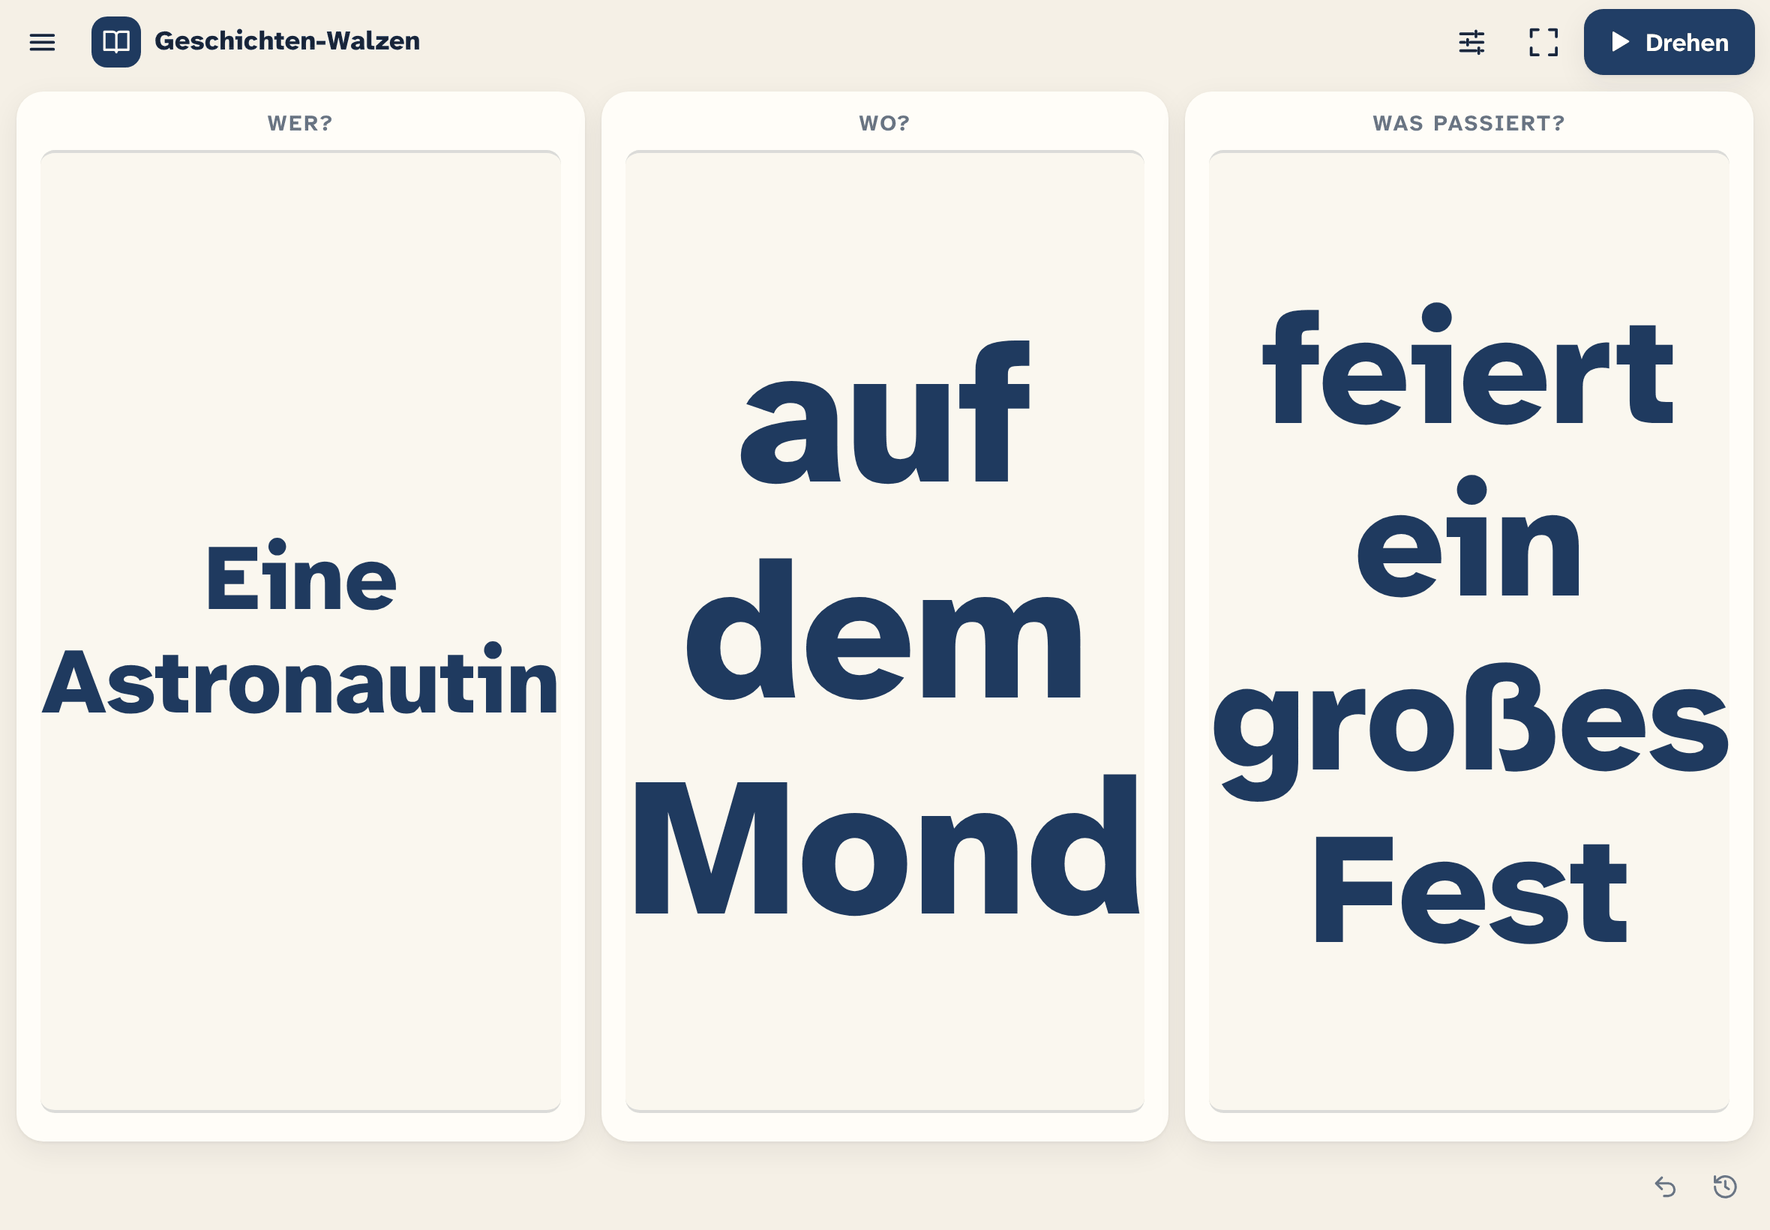 Geschichten-Walzen
Drehen
WER?
Eine
Astronautin
WO?
auf
dem
Mond
WAS PASSIERT?
feiert
ein
großes
Fest